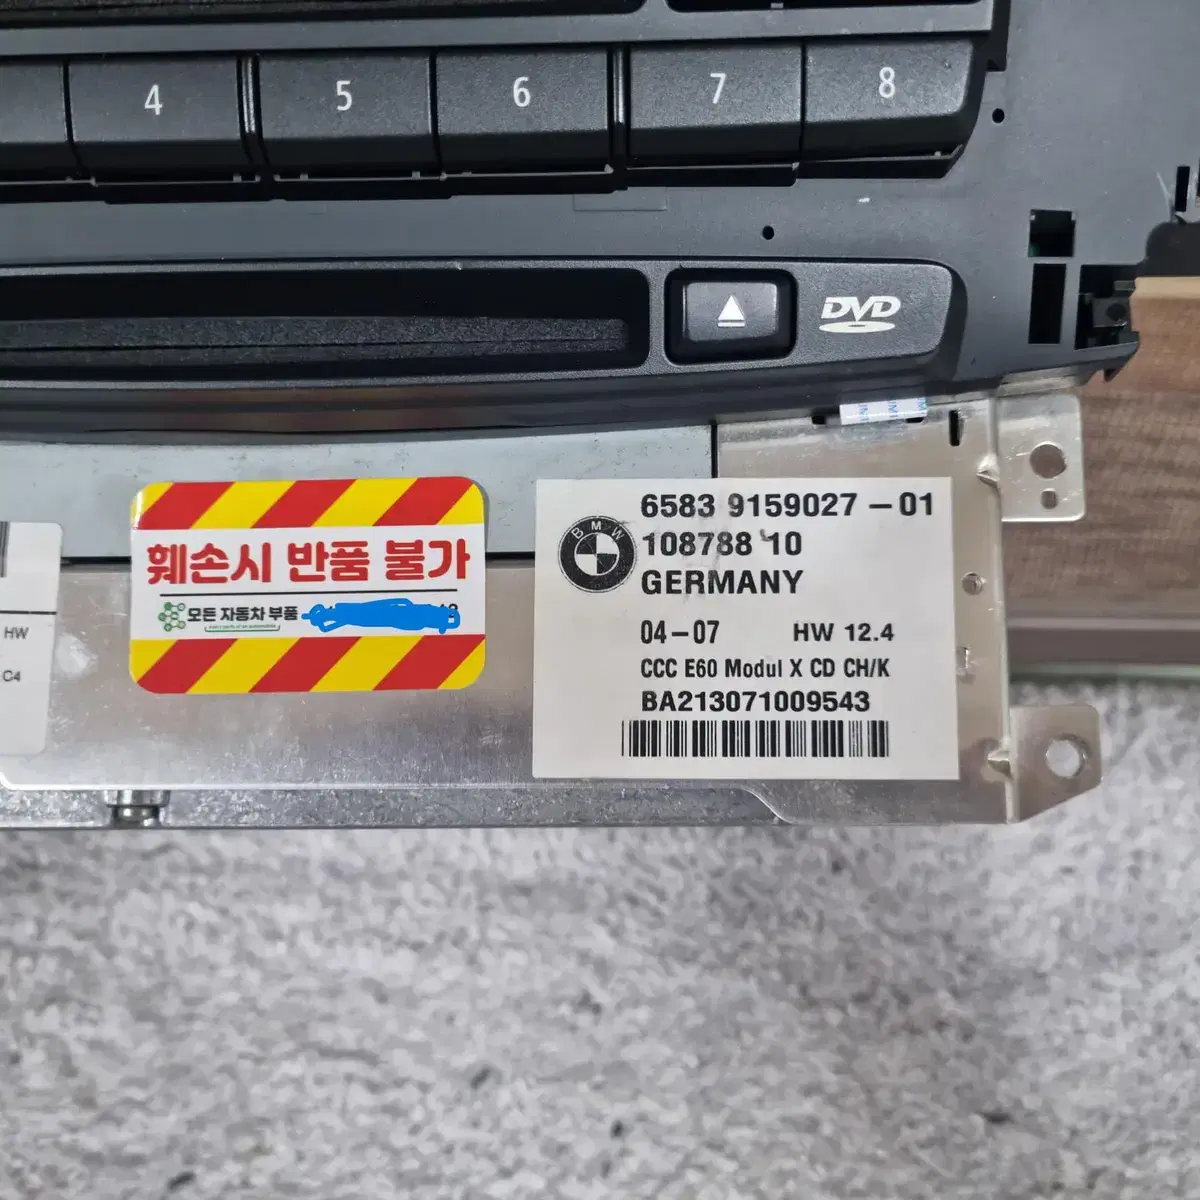 4 5 6 7 8
DVD
6583 9159027-01
BMW
108788 10
GERMANY
04-07 HW 12.4
CCC E60 Modul X CD CH/K
BA213071009543
훼손시 반품 불가
모든 자동차 부품
HW
C4